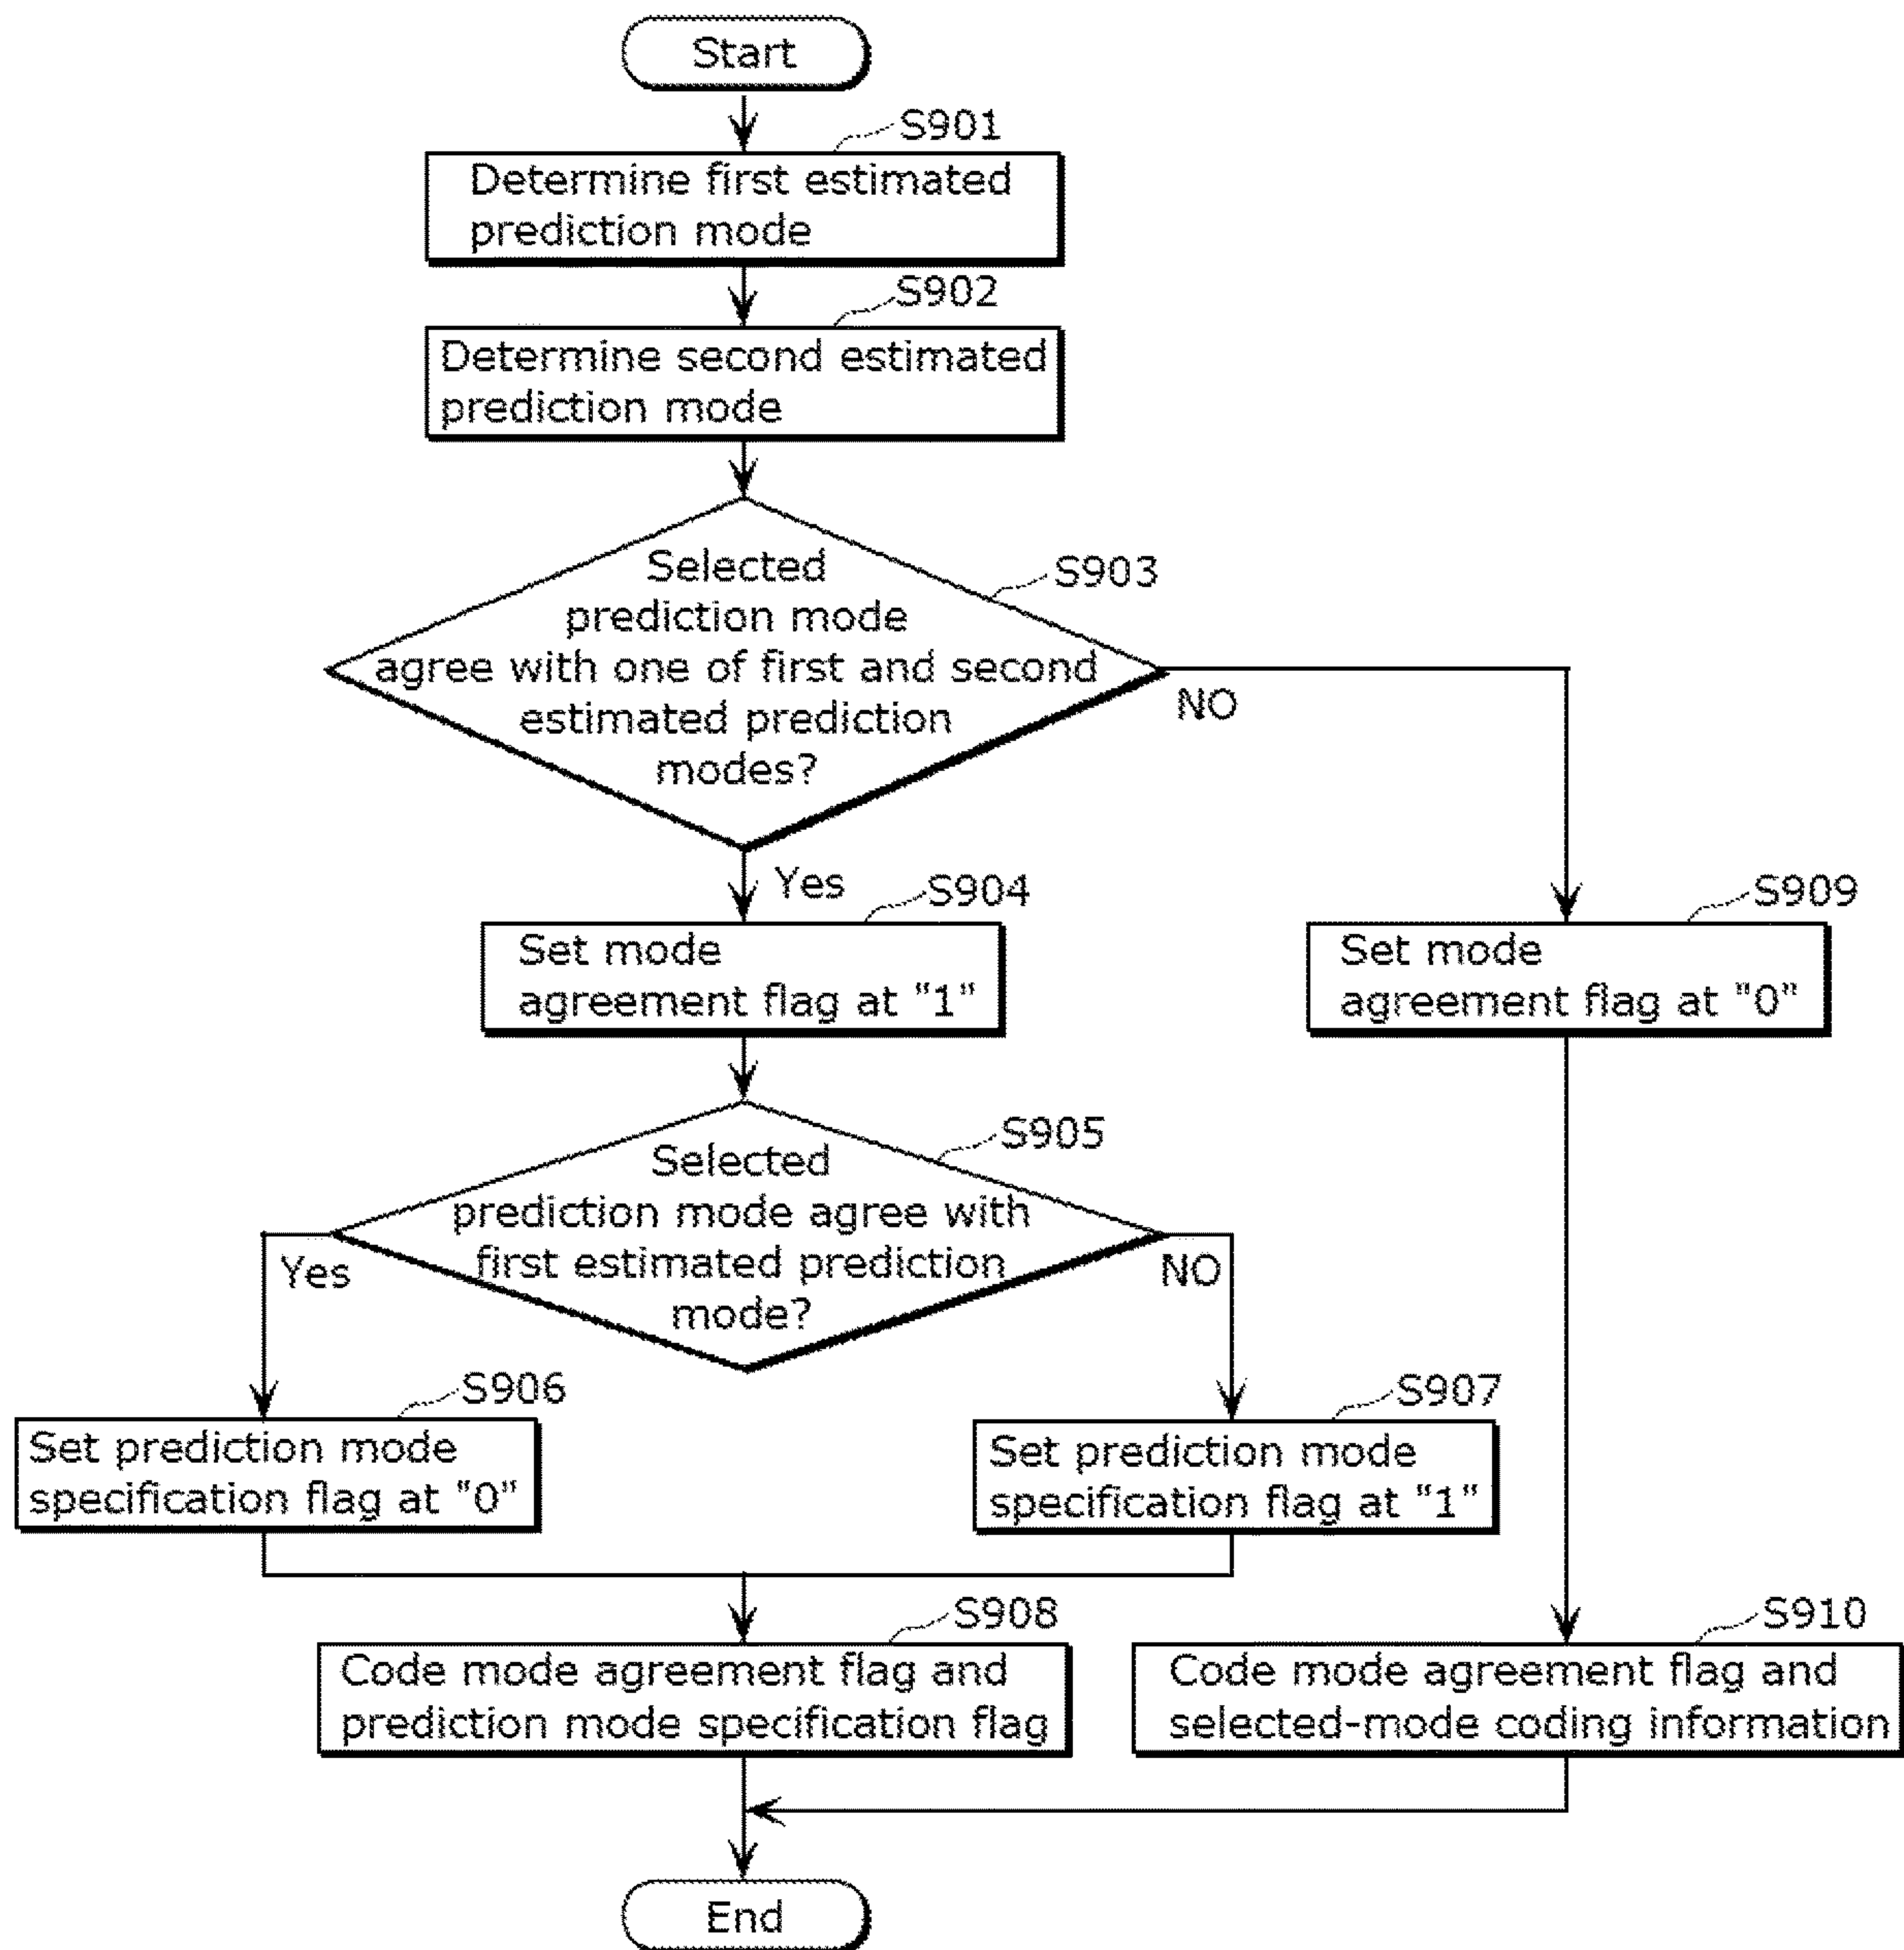 Start
S901
Determine first estimated
prediction mode
S902
Determine second estimated
prediction mode
S903
Selected
prediction mode
agree with one of first and second
estimated prediction
modes?
NO
Yes
S904
Set mode
agreement flag at "1"
S909
Set mode
agreement flag at "0"
S905
Selected
prediction mode agree with
first estimated prediction
mode?
Yes
NO
S906
Set prediction mode
specification flag at "0"
S907
Set prediction mode
specification flag at "1"
S908
Code mode agreement flag and
prediction mode specification flag
S910
Code mode agreement flag and
selected-mode coding information
End